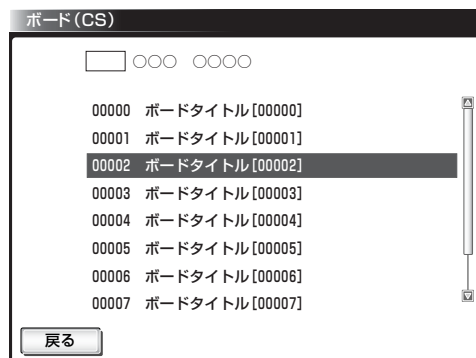 ボード(CS)
○○○ ○○○○
00000 ボードタイトル[00000]
00001 ボードタイトル[00001]
00002 ボードタイトル[00002]
00003 ボードタイトル[00003]
00004 ボードタイトル[00004]
00005 ボードタイトル[00005]
00006 ボードタイトル[00006]
00007 ボードタイトル[00007]
戻る